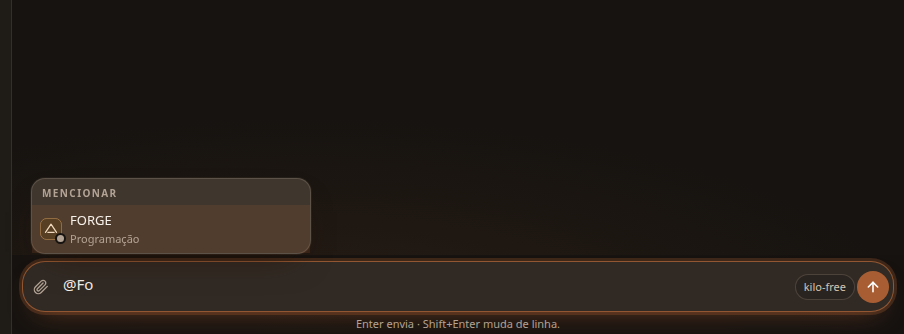 MENCIONAR
FORGE
Programação
@Fo
kilo-free
Enter envia · Shift+Enter muda de linha.